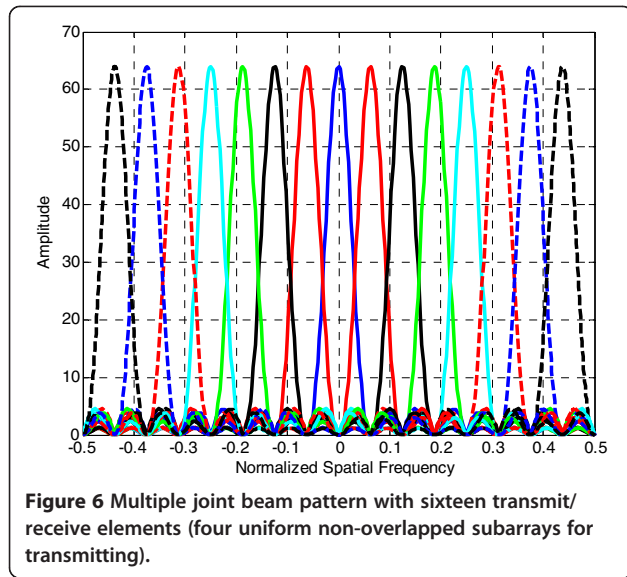 70
60
50
40
30
20
10
0
Amplitude
-0.5 -0.4 -0.3 -0.2 -0.1 0 0.1 0.2 0.3 0.4 0.5
Normalized Spatial Frequency
Figure 6 Multiple joint beam pattern with sixteen transmit/
receive elements (four uniform non-overlapped subarrays for
transmitting).